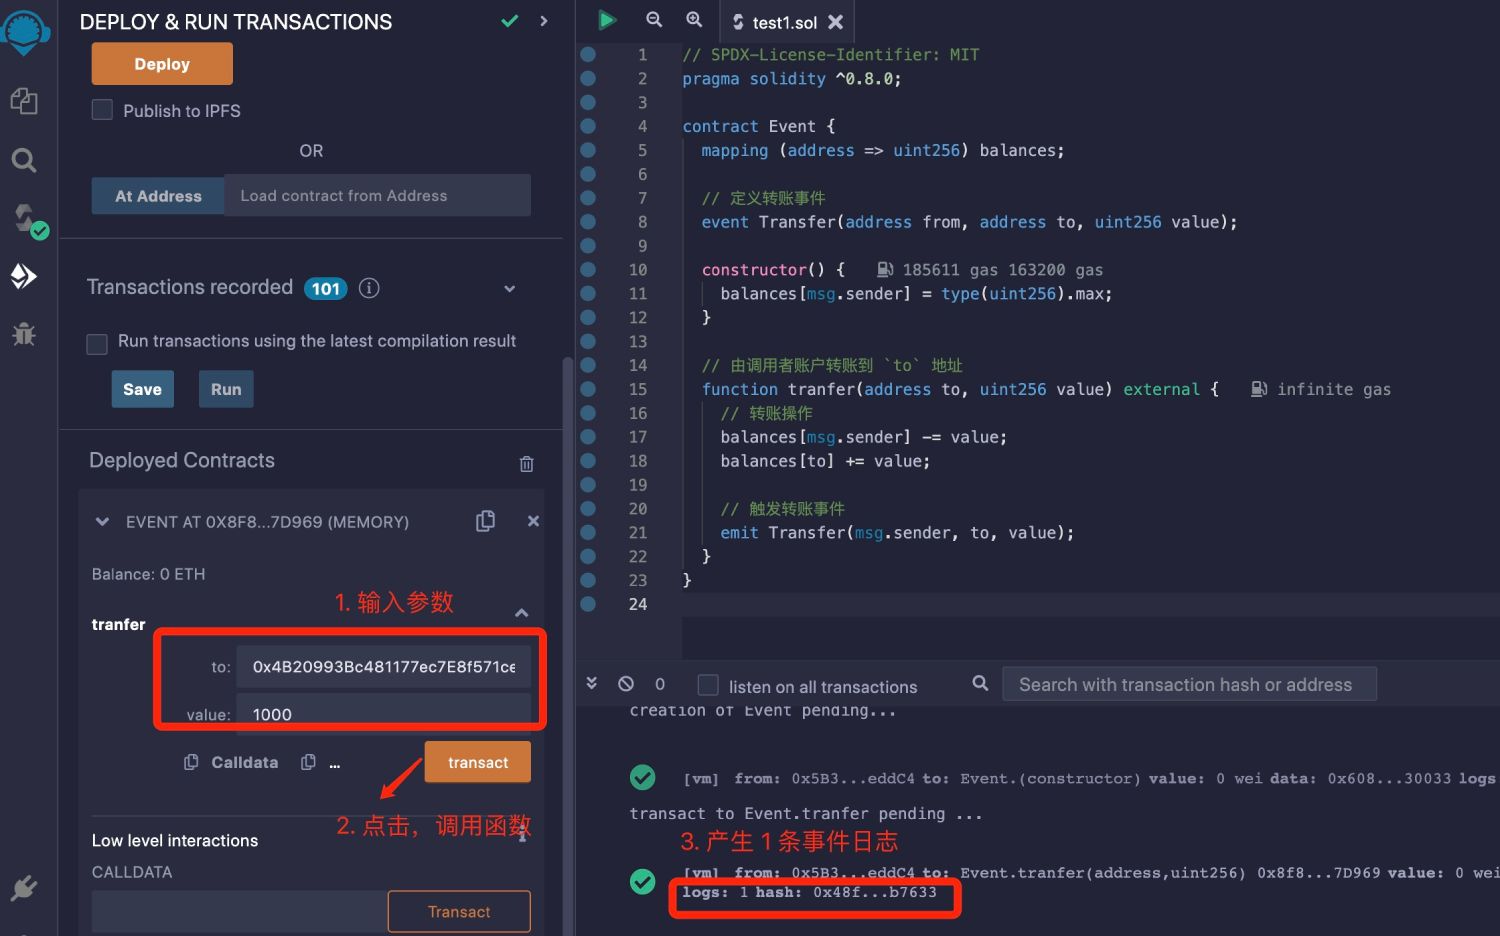 DEPLOY & RUN TRANSACTIONS
Deploy
Publish to IPFS
OR
At Address
Load contract from Address
Transactions recorded 101
Run transactions using the latest compilation result
Save
Run
Deployed Contracts
EVENT AT 0X8F8...7D969 (MEMORY)
Balance: 0 ETH
1. 输入参数
tranfer
to: 0x4B20993Bc481177ec7E8f571ce
value: 1000
Calldata
...
transact
2. 点击，调用函数
Low level interactions
CALLDATA
Transact
test1.sol
1 // SPDX-License-Identifier: MIT
2 pragma solidity ^0.8.0;
3
4 contract Event {
5 mapping (address => uint256) balances;
6
7 // 定义转账事件
8 event Transfer(address from, address to, uint256 value);
9
10 constructor() { 185611 gas 163200 gas
11 balances[msg.sender] = type(uint256).max;
12 }
13
14 // 由调用者账户转账到 `to` 地址
15 function tranfer(address to, uint256 value) external { infinite gas
16 // 转账操作
17 balances[msg.sender] -= value;
18 balances[to] += value;
19
20 // 触发转账事件
21 emit Transfer(msg.sender, to, value);
22 }
23 }
24
0
listen on all transactions
Search with transaction hash or address
creation of Event pending...
[vm] from: 0x5B3...eddC4 to: Event.(constructor) value: 0 wei data: 0x608...30033 logs
transact to Event.tranfer pending ...
3. 产生 1 条事件日志
[vm] from: 0x5B3...eddC4 to: Event.tranfer(address,uint256) 0x8f8...7D969 value: 0 wei
logs: 1 hash: 0x48f...b7633